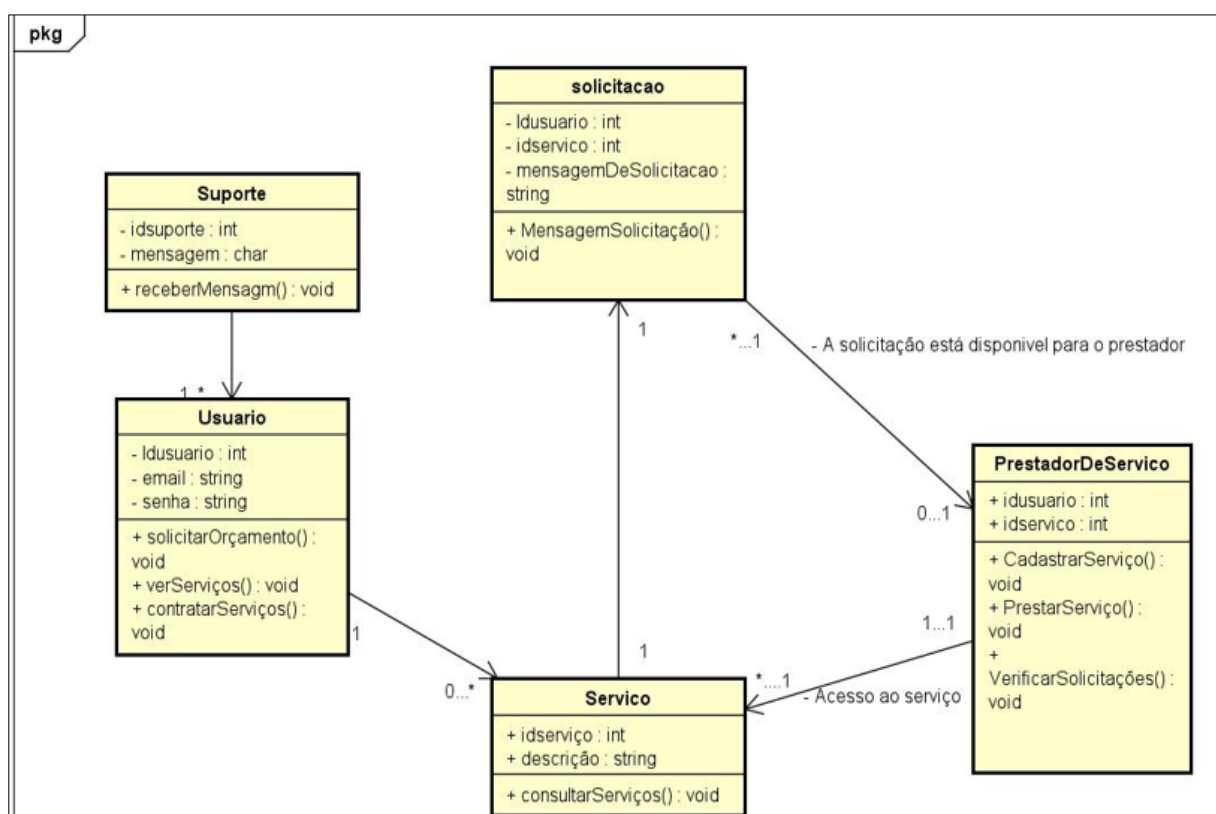 pkg
solicitacao
- Idusuario : int
- idservico : int
- mensagemDeSolicitacao :
string
+ MensagemSolicitação() :
void
Suporte
- idsuporte : int
- mensagem : char
+ receberMensagm() : void
1
*...1
- A solicitação está disponivel para o prestador
1..*
Usuario
- Idusuario : int
- email : string
- senha : string
+ solicitarOrçamento() :
void
+ verServiços() : void
+ contratarServiços() :
void
PrestadorDeServico
+ idusuario : int
+ idservico : int
+ CadastrarServiço() :
void
+ PrestarServiço() :
void
+
VerificarSolicitações() :
void
0...1
1...1
1
1
0...*
*....1
- Acesso ao serviço
Servico
+ idserviço : int
+ descrição : string
+ consultarServiços() : void